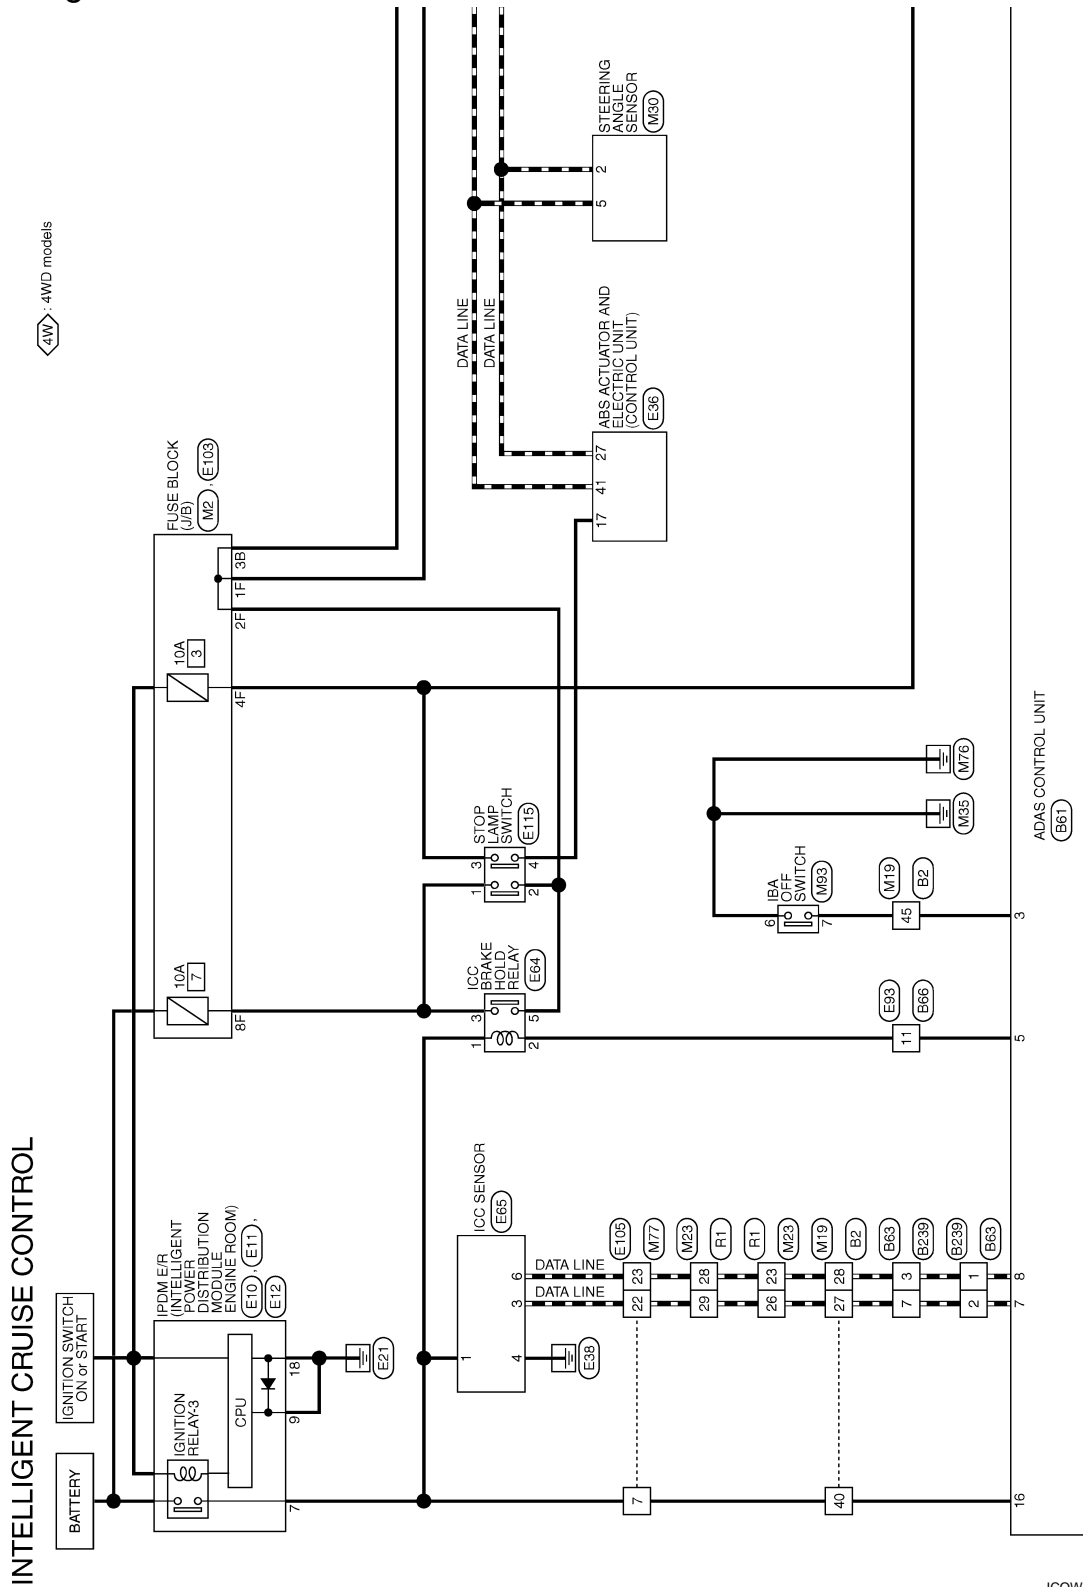 INTELLIGENT CRUISE CONTROL
4W : 4WD models
BATTERY
IGNITION SWITCH
ON or START
IPDM E/R
(INTELLIGENT
POWER
DISTRIBUTION
MODULE
ENGINE ROOM)
E10 , E11 ,
E12
IGNITION
RELAY-3
CPU
7
9
18
E21
FUSE BLOCK
(J/B)
M2 , E103
10A
7
10A
3
8F
4F
2F
1F
3B
ICC SENSOR
E65
1
4
3
6
E38
DATA LINE
DATA LINE
ICC
BRAKE
HOLD
RELAY
E64
1
3
2
5
STOP
LAMP
SWITCH
E115
1
3
2
4
DATA LINE
DATA LINE
ABS ACTUATOR AND
ELECTRIC UNIT
(CONTROL UNIT)
E36
17
41
27
STEERING
ANGLE
SENSOR
M30
5
2
7
22
23
E105
M77
29
28
M23
R1
26
23
R1
M23
40
27
28
M19
B2
7
3
B63
B239
2
1
B239
B63
11
E93
B66
IBA
OFF
SWITCH
M93
6
7
45
M19
B2
M35
M76
16
7
8
5
3
ADAS CONTROL UNIT
B61